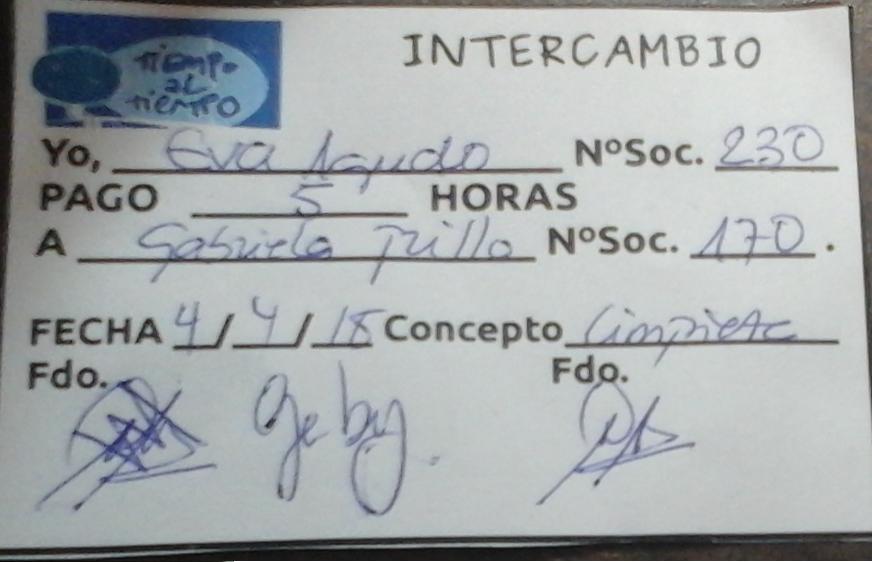 TIEMPO
AL
TIEMPO
INTERCAMBIO
Yo, Eva Agudo NºSoc. 230
PAGO 5 HORAS
A Gabriela Trillo NºSoc. 170.
FECHA 4/4/18 Concepto Limpieza
Fdo. Fdo.
Gaby.